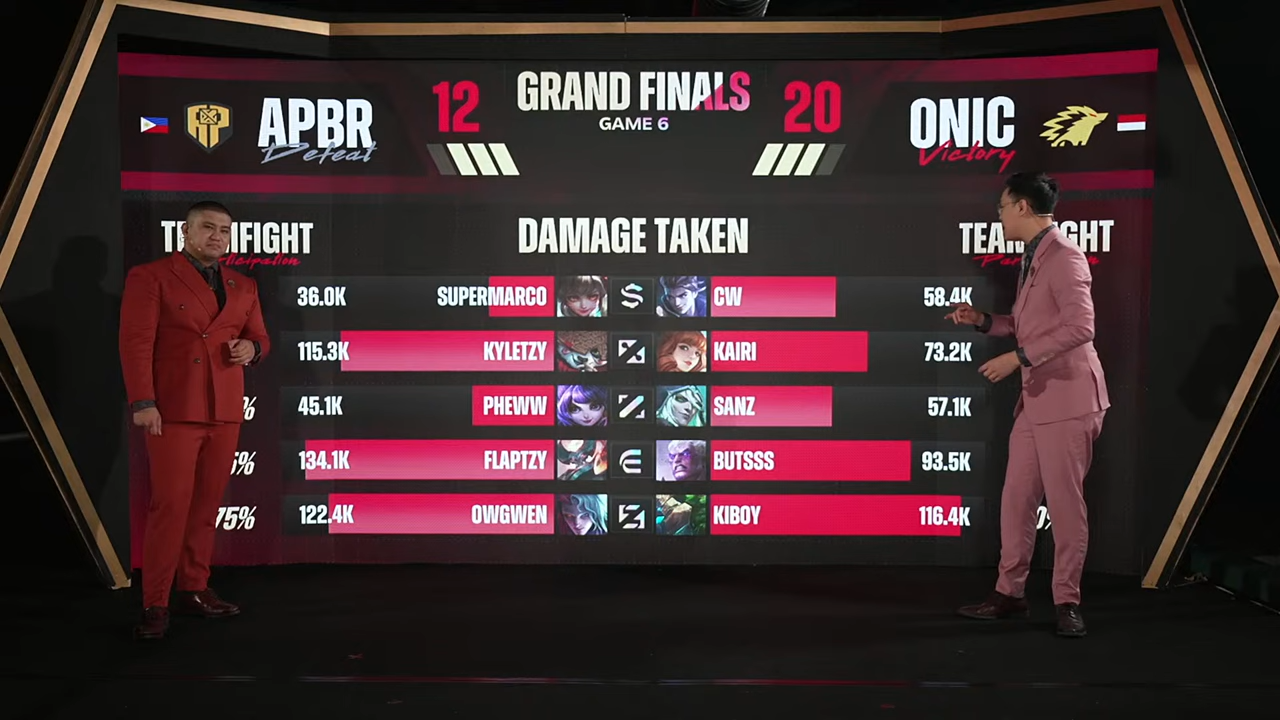 APBR
Defeat
12
GRAND FINALS
GAME 6
20
ONIC
Victory
DAMAGE TAKEN
36.0K SUPERMARCO CW 58.4K
115.3K KYLETZY KAIRI 73.2K
45.1K PHEWW SANZ 57.1K
134.1K FLAPTZY BUTSSS 93.5K
75% 122.4K OWGWEN KIBOY 116.4K